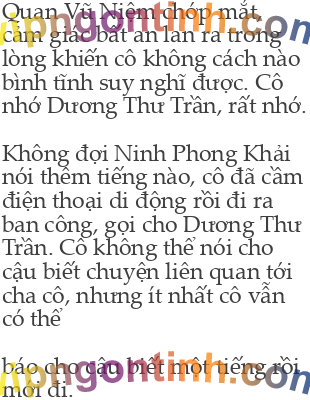 Quan Vũ Niệm chớp mắt,
cảm giác bất an lan ra trong
lòng khiến cô không cách nào
bình tĩnh suy nghĩ được. Cô
nhớ Dương Thư Trần, rất nhớ.
Không đợi Ninh Phong Khải
nói thêm tiếng nào, cô đã cầm
điện thoại di động rồi đi ra
ban công, gọi cho Dương Thư
Trần. Cô không thể nói cho
cậu biết chuyện liên quan tới
cha cô, nhưng ít nhất cô vẫn
có thể
báo cho cậu biết một tiếng rồi
mới đi.